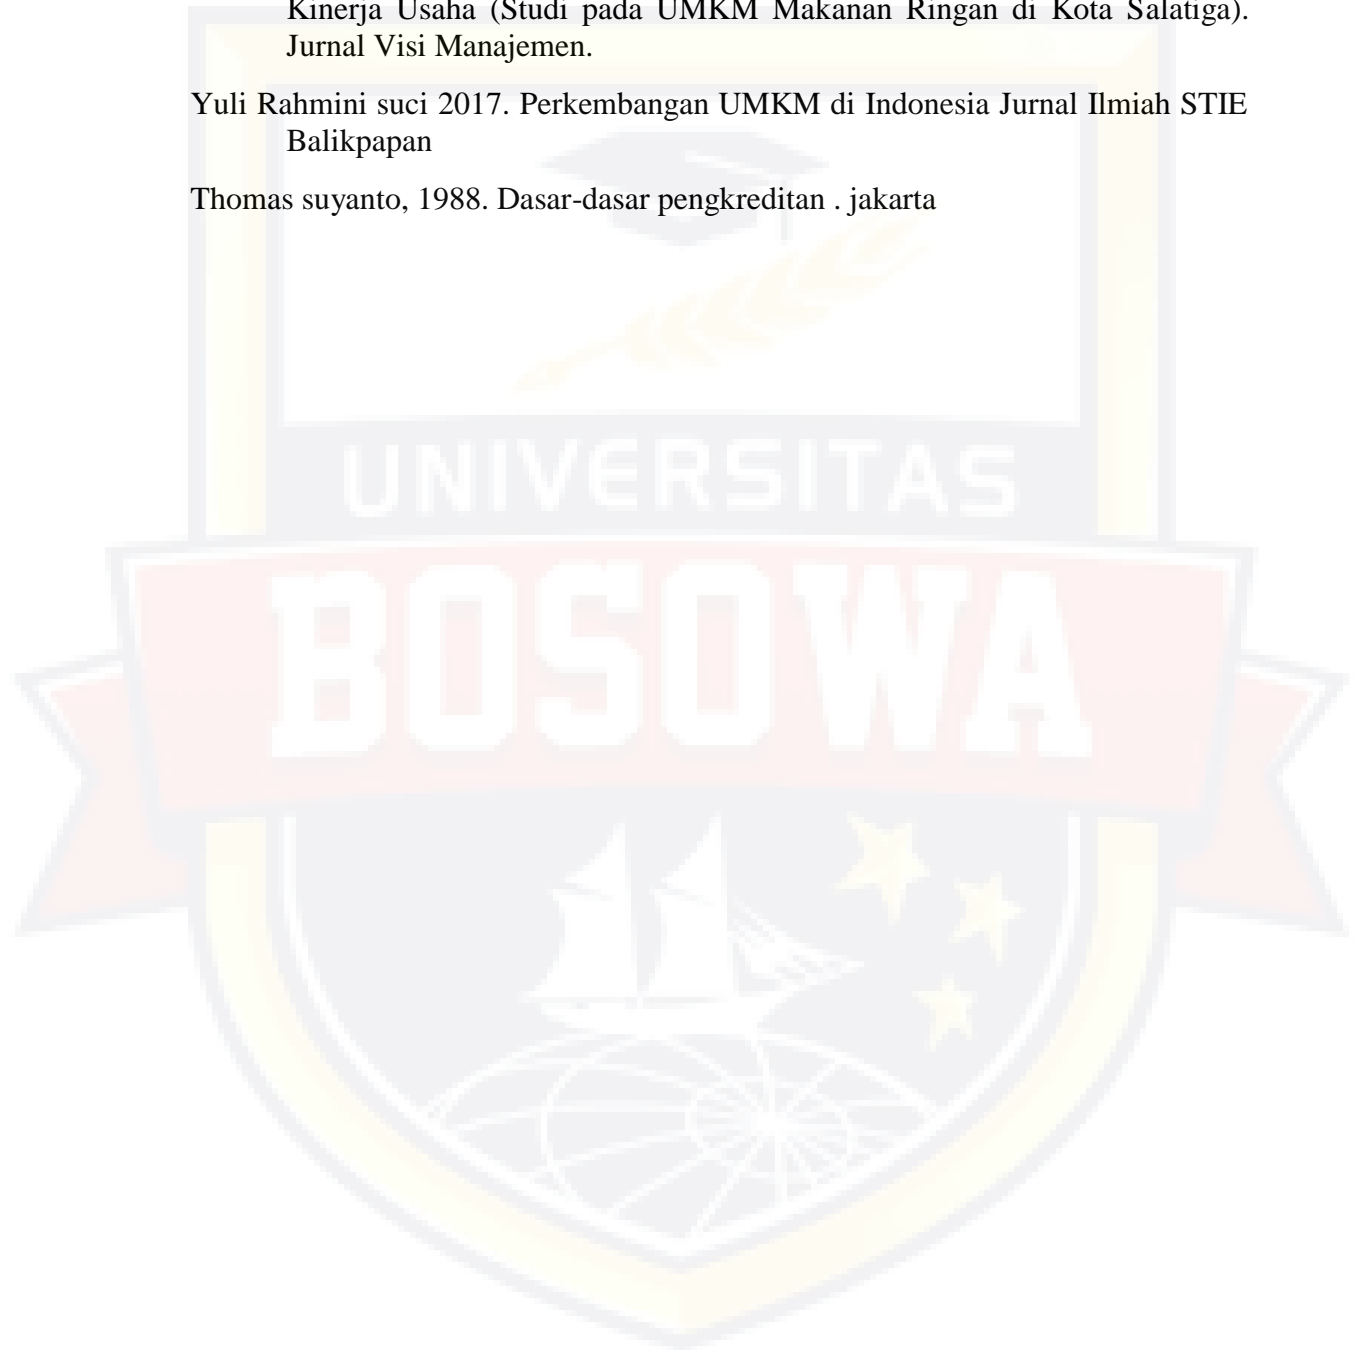 Kinerja Usaha (Studi pada UMKM Makanan Ringan di Kota Salatiga).
Jurnal Visi Manajemen.
Yuli Rahmini suci 2017. Perkembangan UMKM di Indonesia Jurnal Ilmiah STIE
Balikpapan
Thomas suyanto, 1988. Dasar-dasar pengkreditan . jakarta
UNIVERSITAS
BOSOWA